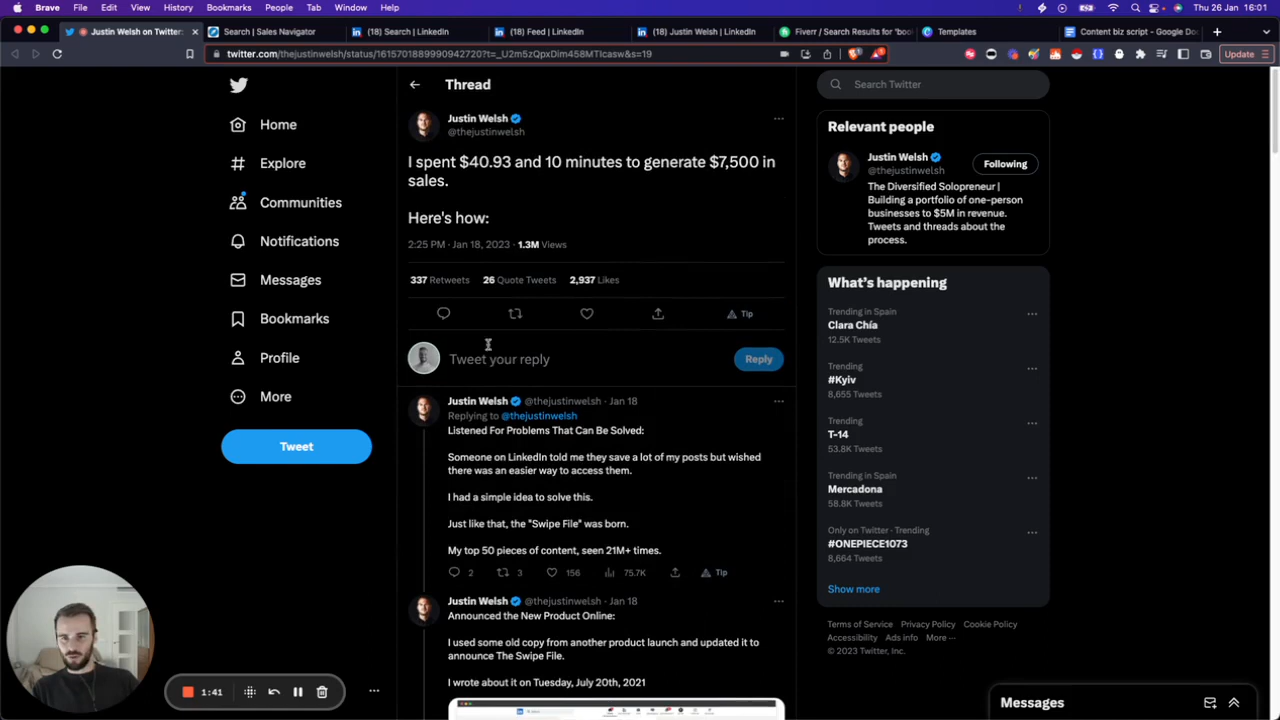 Brave File Edit View History Bookmarks People Tab Window Help
Thu 26 Jan 16:01
Justin Welsh on Twitter:
Search | Sales Navigator
(18) Search | LinkedIn
(18) Feed | LinkedIn
(18) Justin Welsh | LinkedIn
Fiverr / Search Results for 'boo
Templates
Content biz script - Google Do
twitter.com/thejustinwelsh/status/1615701889990942720?t=_U2m5zQpxDim458MTIcasw&s=19
Update
Home
Explore
Communities
Notifications
Messages
Bookmarks
Profile
More
Tweet
Thread
Justin Welsh
@thejustinwelsh
I spent $40.93 and 10 minutes to generate $7,500 in
sales.
Here's how:
2:25 PM · Jan 18, 2023 · 1.3M Views
337 Retweets 26 Quote Tweets 2,937 Likes
Tip
Tweet your reply
Reply
Justin Welsh @thejustinwelsh · Jan 18
Replying to @thejustinwelsh
Listened For Problems That Can Be Solved:
Someone on LinkedIn told me they save a lot of my posts but wished
there was an easier way to access them.
I had a simple idea to solve this.
Just like that, the "Swipe File" was born.
My top 50 pieces of content, seen 21M+ times.
2 3 156 75.7K Tip
Justin Welsh @thejustinwelsh · Jan 18
Announced the New Product Online:
I used some old copy from another product launch and updated it to
announce The Swipe File.
I wrote about it on Tuesday, July 20th, 2021
Search Twitter
Relevant people
Justin Welsh
@thejustinwelsh
Following
The Diversified Solopreneur |
Building a portfolio of one-person
businesses to $5M in revenue.
Tweets and threads about the
process.
What's happening
Trending in Spain
Clara Chía
12.5K Tweets
Trending
#Kyiv
8,655 Tweets
Trending
T-14
53.8K Tweets
Trending in Spain
Mercadona
58.8K Tweets
Only on Twitter · Trending
#ONEPIECE1073
8,664 Tweets
Show more
Terms of Service Privacy Policy Cookie Policy
Accessibility Ads info More ···
© 2023 Twitter, Inc.
Messages
1:41